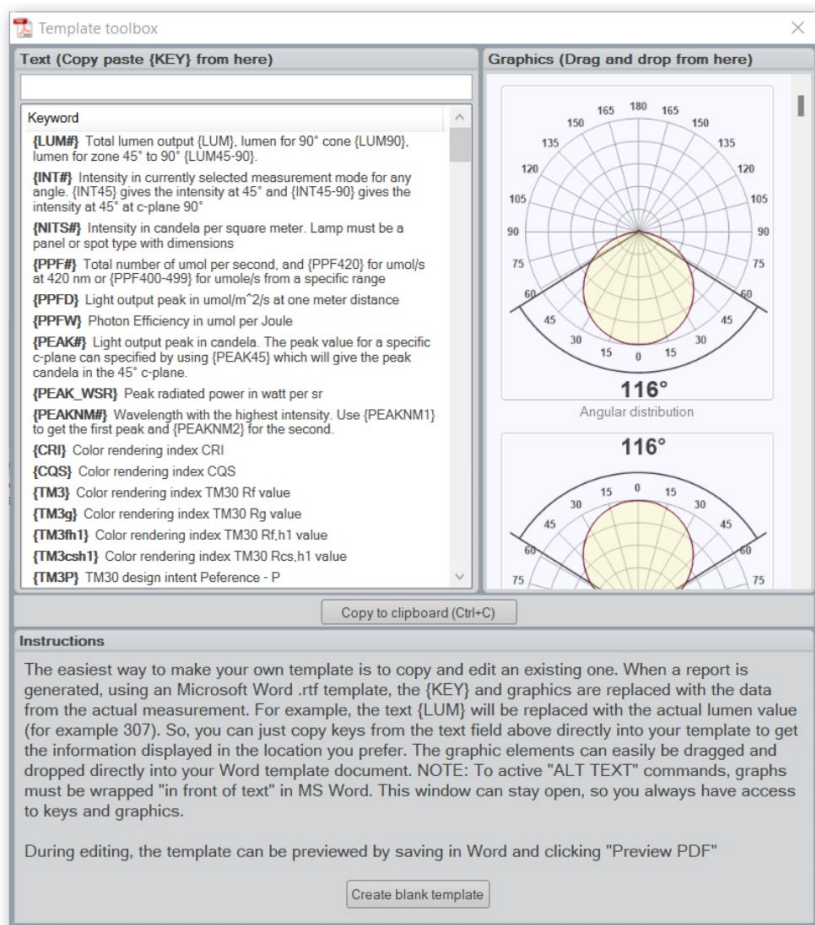 Template toolbox
Text (Copy paste {KEY} from here)
Keyword
{LUM#} Total lumen output {LUM}, lumen for 90° cone {LUM90},
lumen for zone 45° to 90° {LUM45-90}.
{INT#} Intensity in currently selected measurement mode for any
angle. {INT45} gives the intensity at 45° and {INT45-90} gives the
intensity at 45° at c-plane 90°
{NITS#} Intensity in candela per square meter. Lamp must be a
panel or spot type with dimensions
{PPF#} Total number of umol per second, and {PPF420} for umol/s
at 420 nm or {PPF400-499} for umole/s from a specific range
{PPFD} Light output peak in umol/m^2/s at one meter distance
{PPFW} Photon Efficiency in umol per Joule
{PEAK#} Light output peak in candela. The peak value for a specific
c-plane can specified by using {PEAK45} which will give the peak
candela in the 45° c-plane.
{PEAK_WSR} Peak radiated power in watt per sr
{PEAKNM#} Wavelength with the highest intensity. Use {PEAKNM1}
to get the first peak and {PEAKNM2} for the second.
{CRI} Color rendering index CRI
{CQS} Color rendering index CQS
{TM3} Color rendering index TM30 Rf value
{TM3g} Color rendering index TM30 Rg value
{TM3fh1} Color rendering index TM30 Rf,h1 value
{TM3csh1} Color rendering index TM30 Rcs,h1 value
{TM3P} TM30 design intent Peference - P
Graphics (Drag and drop from here)
165 180 165
150 150
135 135
120 120
105 105
90 90
75 75
60 60
45 45
30 30
15 0 15
116°
Angular distribution
116°
15 0 15
30 30
45 45
60 60
75 75
Copy to clipboard (Ctrl+C)
Instructions
The easiest way to make your own template is to copy and edit an existing one. When a report is
generated, using an Microsoft Word .rtf template, the {KEY} and graphics are replaced with the data
from the actual measurement. For example, the text {LUM} will be replaced with the actual lumen value
(for example 307). So, you can just copy keys from the text field above directly into your template to get
the information displayed in the location you prefer. The graphic elements can easily be dragged and
dropped directly into your Word template document. NOTE: To active "ALT TEXT" commands, graphs
must be wrapped "in front of text" in MS Word. This window can stay open, so you always have access
to keys and graphics.
During editing, the template can be previewed by saving in Word and clicking "Preview PDF"
Create blank template